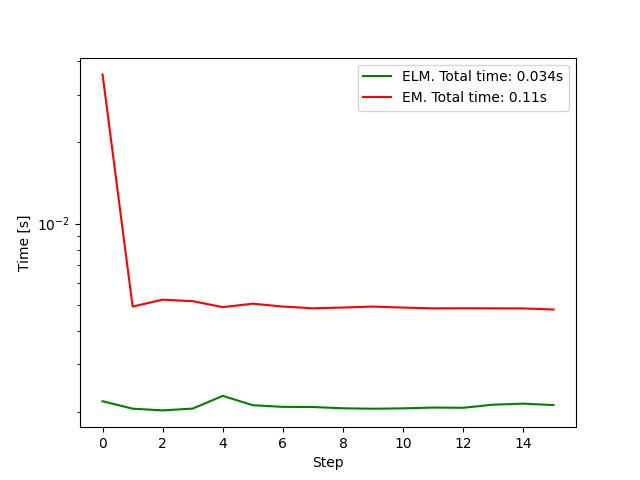 ELM. Total time: 0.034s
EM. Total time: 0.11s
Time [s]
10⁻²
0 2 4 6 8 10 12 14
Step